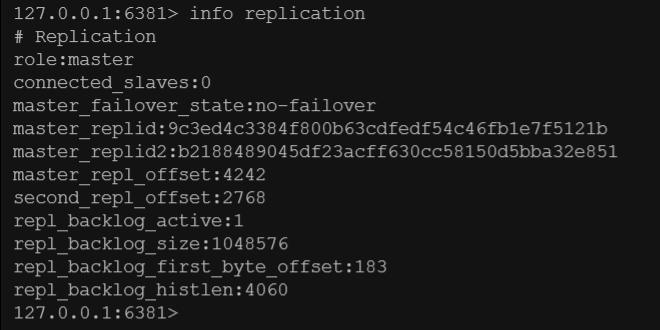 127.0.0.1:6381> info replication
# Replication
role:master
connected_slaves:0
master_failover_state:no-failover
master_replid:9c3ed4c3384f800b63cdfedf54c46fb1e7f5121b
master_replid2:b2188489045df23acff630cc58150d5bba32e851
master_repl_offset:4242
second_repl_offset:2768
repl_backlog_active:1
repl_backlog_size:1048576
repl_backlog_first_byte_offset:183
repl_backlog_histlen:4060
127.0.0.1:6381>